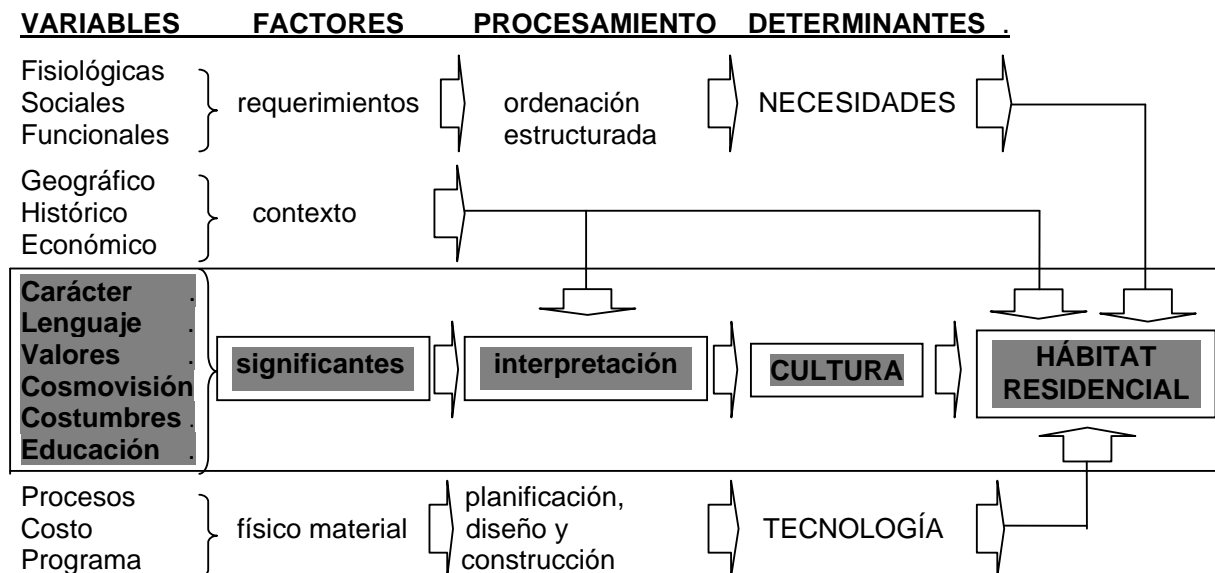 VARIABLES FACTORES PROCESAMIENTO DETERMINANTES .
Fisiológicas
Sociales requerimientos ordenación NECESIDADES
Funcionales estructurada
Geográfico
Histórico contexto
Económico
Carácter .
Lenguaje .
Valores .
Cosmovisión
Costumbres .
Educación .
significantes interpretación CULTURA HÁBITAT
RESIDENCIAL
Procesos planificación,
Costo físico material diseño y TECNOLOGÍA
Programa construcción